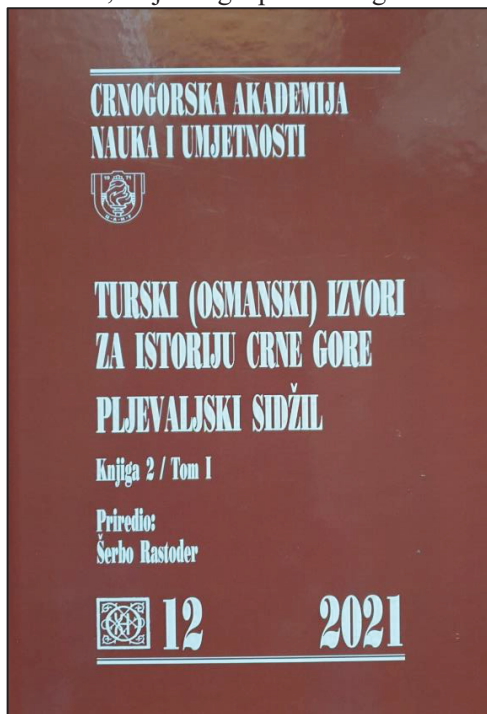 CRNOGORSKA AKADEMIJA
NAUKA I UMJETNOSTI
TURSKI (OSMANSKI) IZVORI
ZA ISTORIJU CRNE GORE
PLJEVALJSKI SIDŽIL
Knjiga 2 / Tom I
Priredio:
Šerbo Rastoder
12 2021